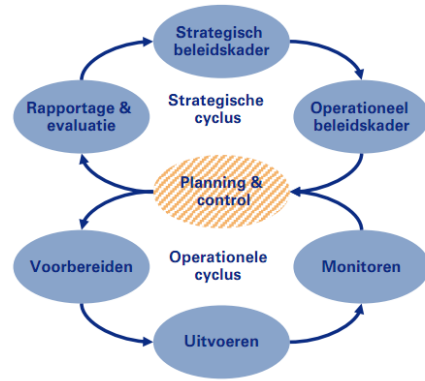 Strategisch
beleidskader
Rapportage &
evaluatie
Strategische
cyclus
Operationeel
beleidskader
Planning &
control
Voorbereiden
Operationele
cyclus
Monitoren
Uitvoeren